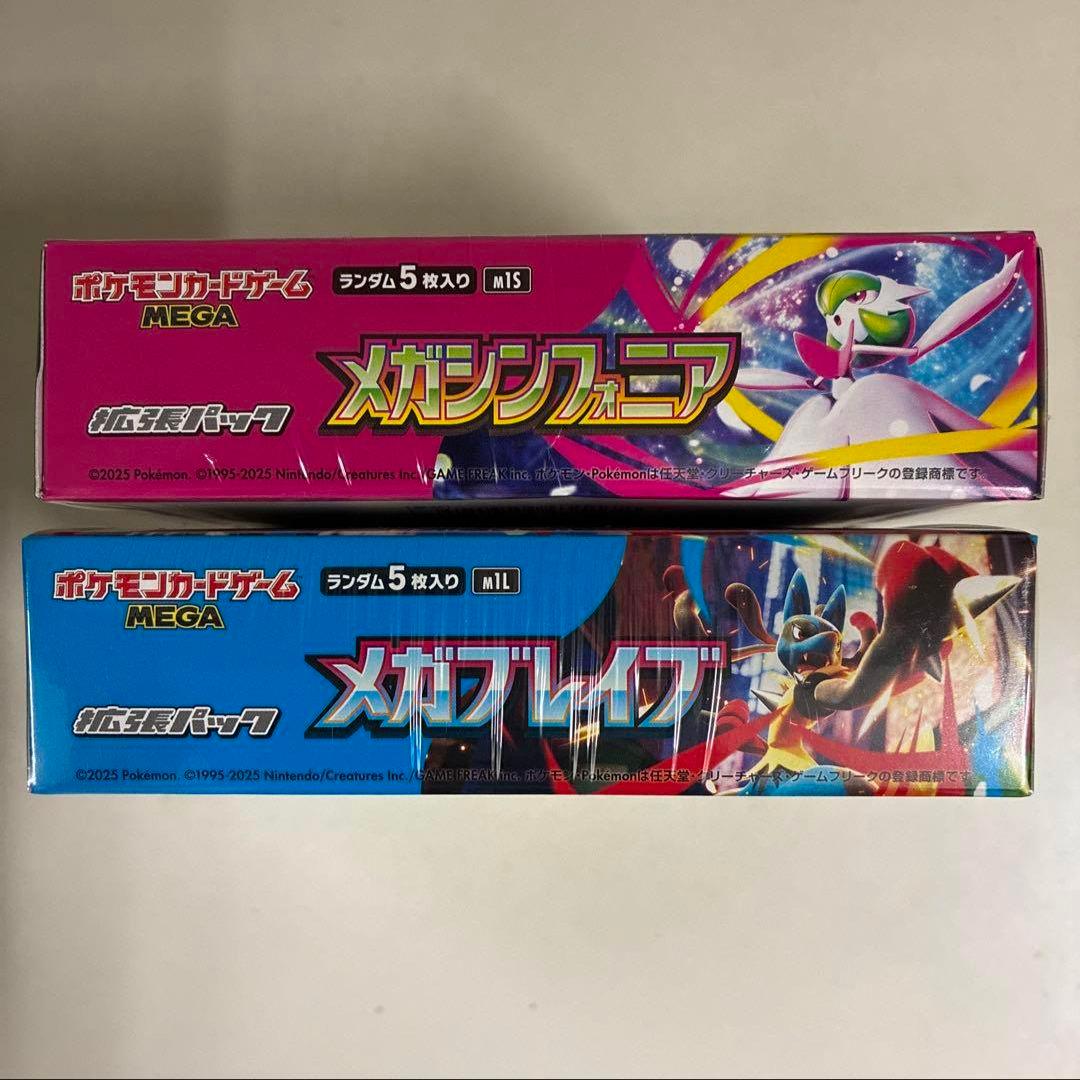 ポケモンカードゲーム
MEGA
ランダム5枚入り M1S
メガシンフォニア
拡張パック
©2025 Pokémon. ©1995-2025 Nintendo/Creatures Inc./GAME FREAK inc. ポケモン・Pokémonは任天堂・クリーチャーズ・ゲームフリークの登録商標です。
ポケモンカードゲーム
MEGA
ランダム5枚入り M1L
メガブレイブ
拡張パック
©2025 Pokémon. ©1995-2025 Nintendo/Creatures Inc./GAME FREAK inc. ポケモン・Pokémonは任天堂・クリーチャーズ・ゲームフリークの登録商標です。